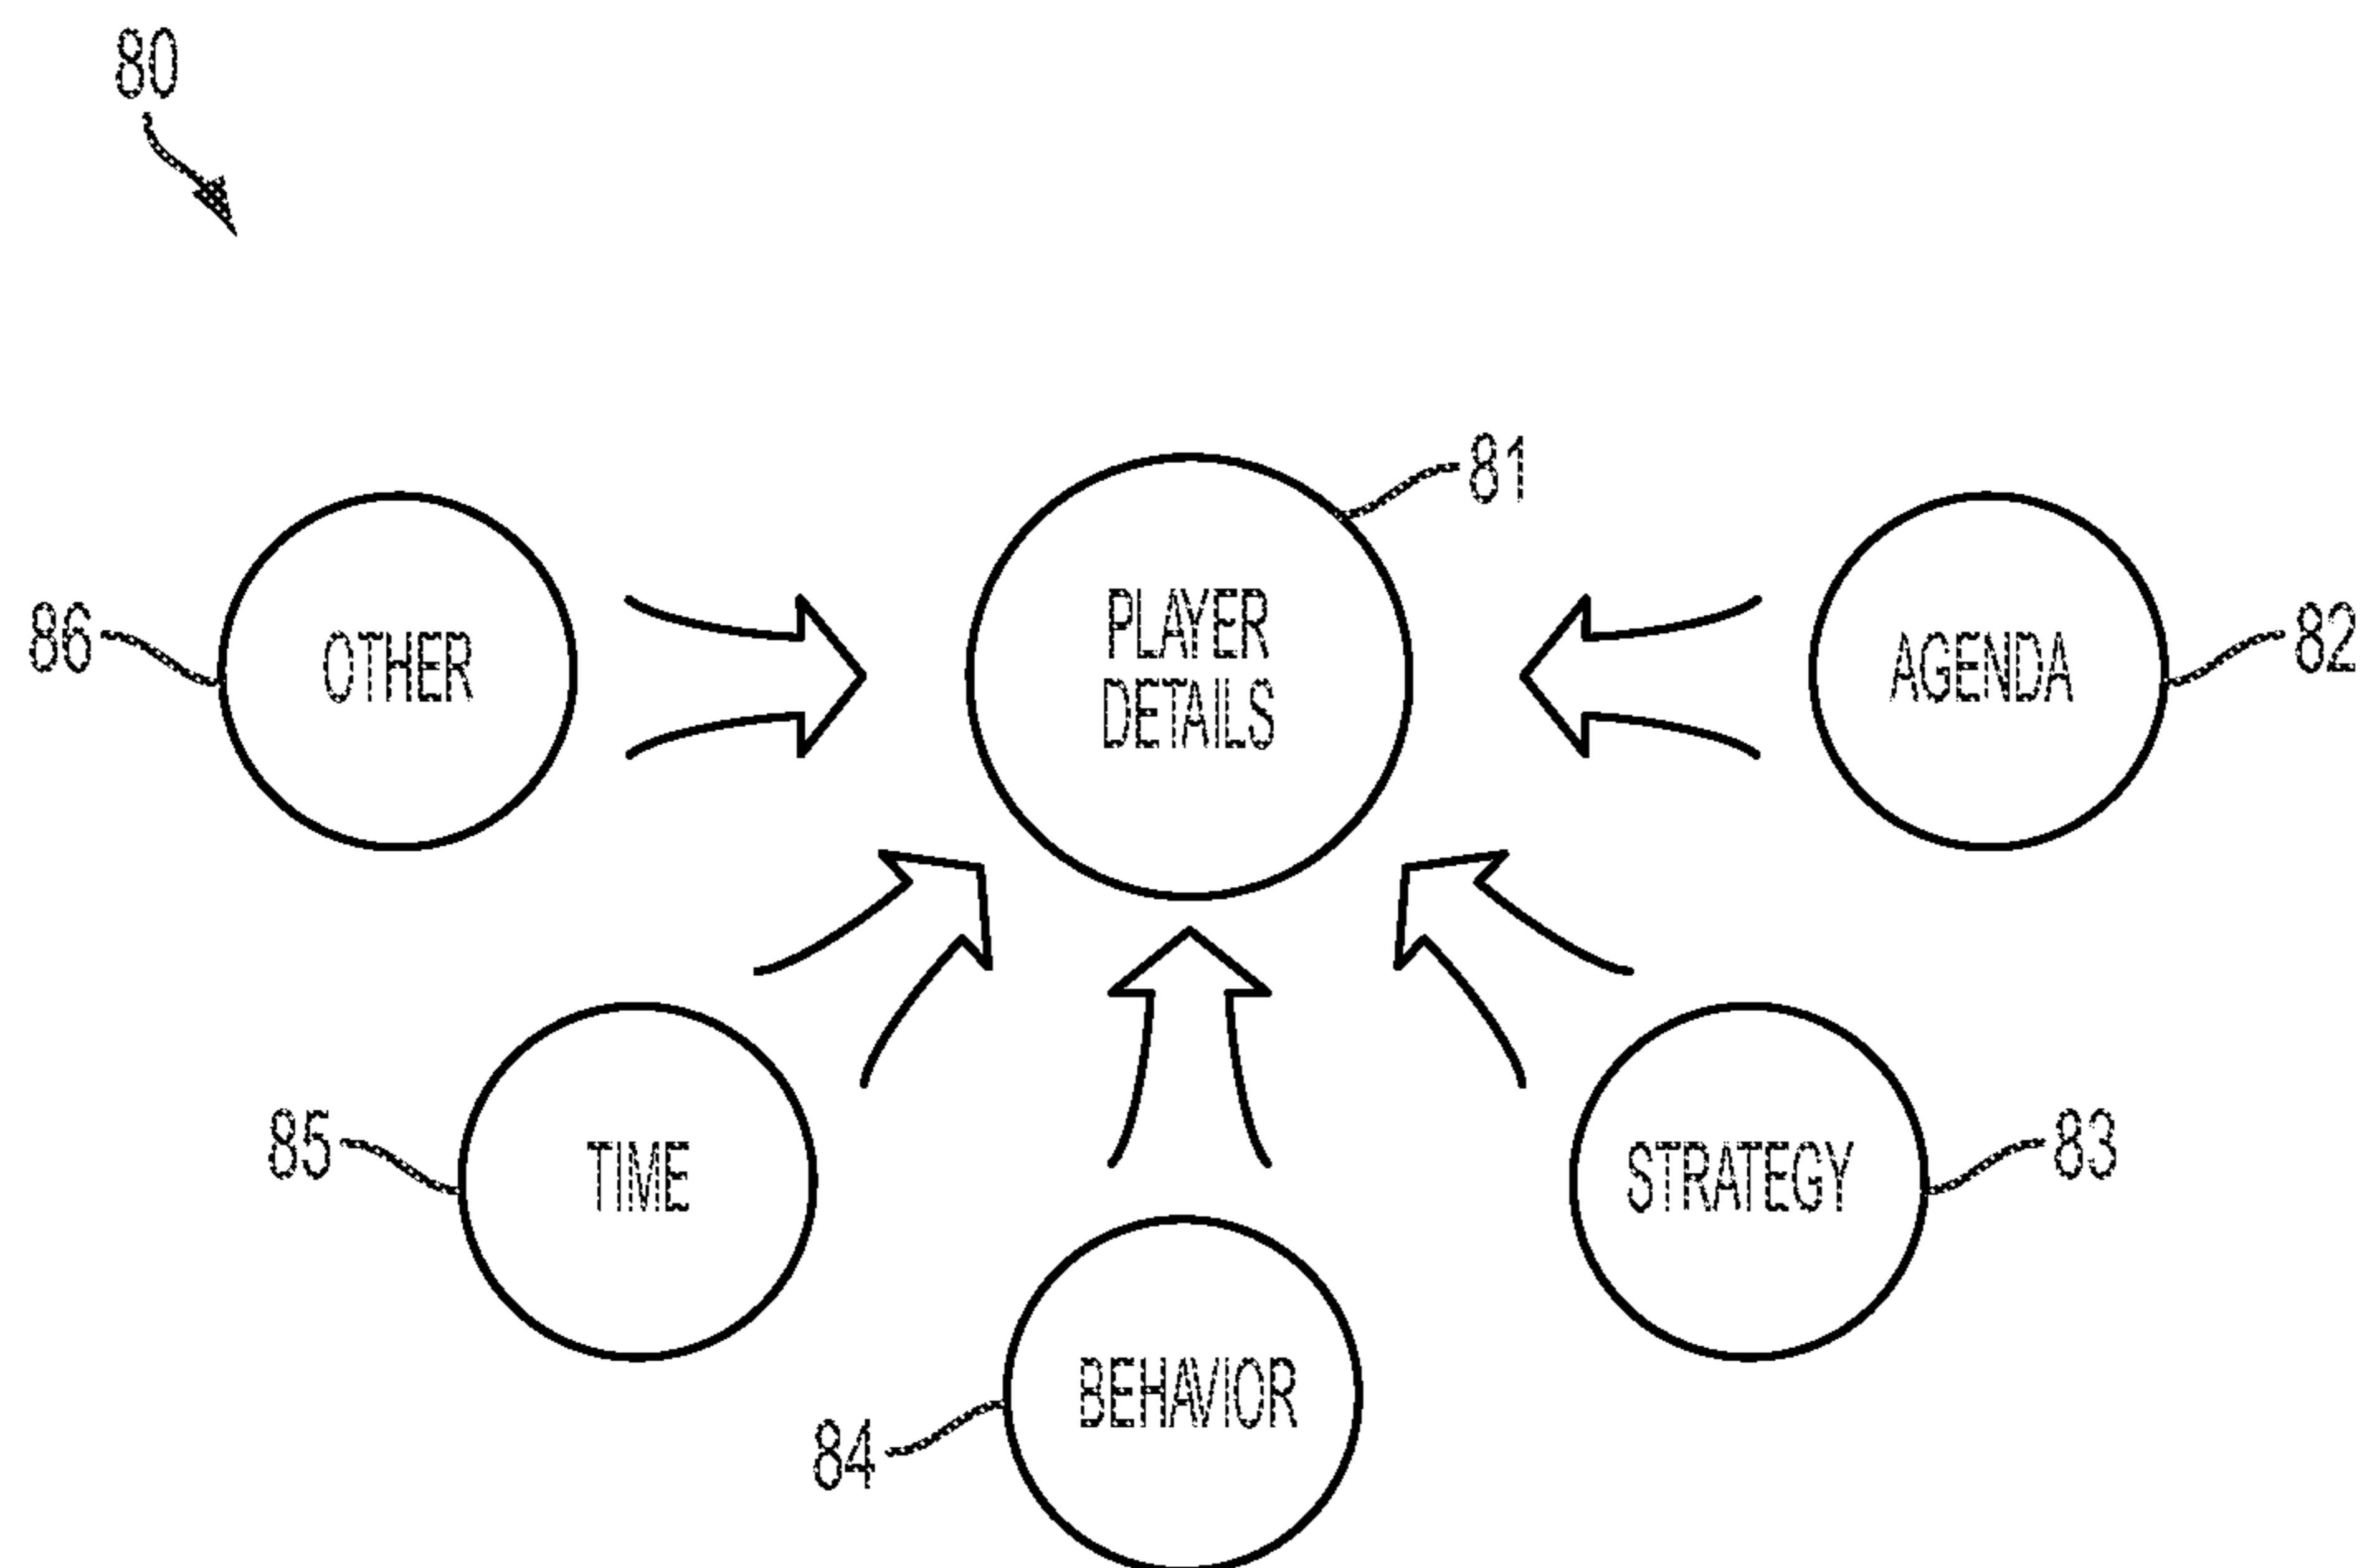 80
81
PLAYER
DETAILS
86
OTHER
AGENDA
82
85
TIME
STRATEGY
83
84
BEHAVIOR